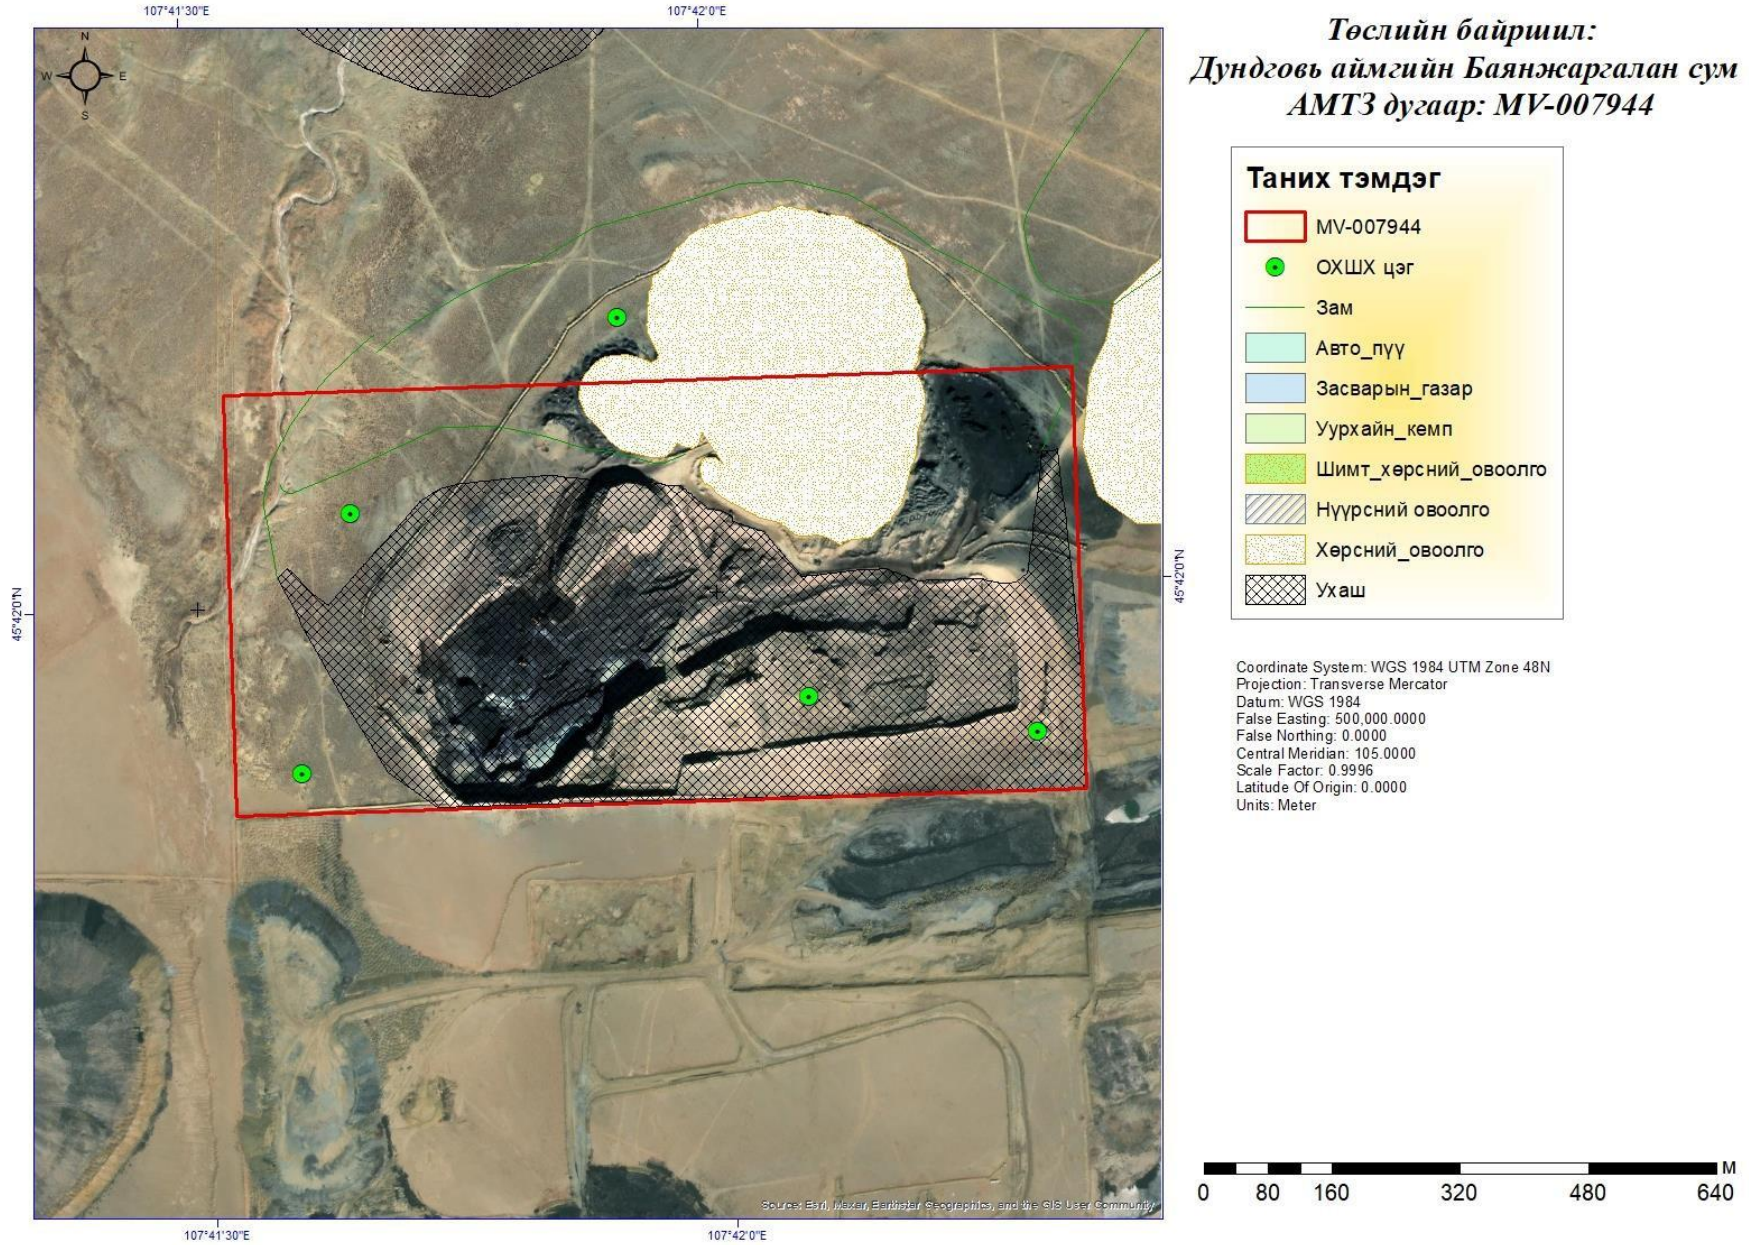 107°41'30"E
107°42'0"E
N
W
E
S
45°42'0"N
45°42'0"N
Source: Esri, Maxar, Earthstar Geographics, and the GIS User Community
107°41'30"E
107°42'0"E
Төслийн байршил:
Дундговь аймгийн Баянжаргалан сум
АМТЗ дугаар: MV-007944
Таних тэмдэг
MV-007944
ОХШХ цэг
Зам
Авто_пүү
Засварын_газар
Уурхайн_кемп
Шимт_хөрсний_овоолго
Нүүрсний овоолго
Хөрсний_овоолго
Ухаш
Coordinate System: WGS 1984 UTM Zone 48N
Projection: Transverse Mercator
Datum: WGS 1984
False Easting: 500,000.0000
False Northing: 0.0000
Central Meridian: 105.0000
Scale Factor: 0.9996
Latitude Of Origin: 0.0000
Units: Meter
М
0 80 160 320 480 640